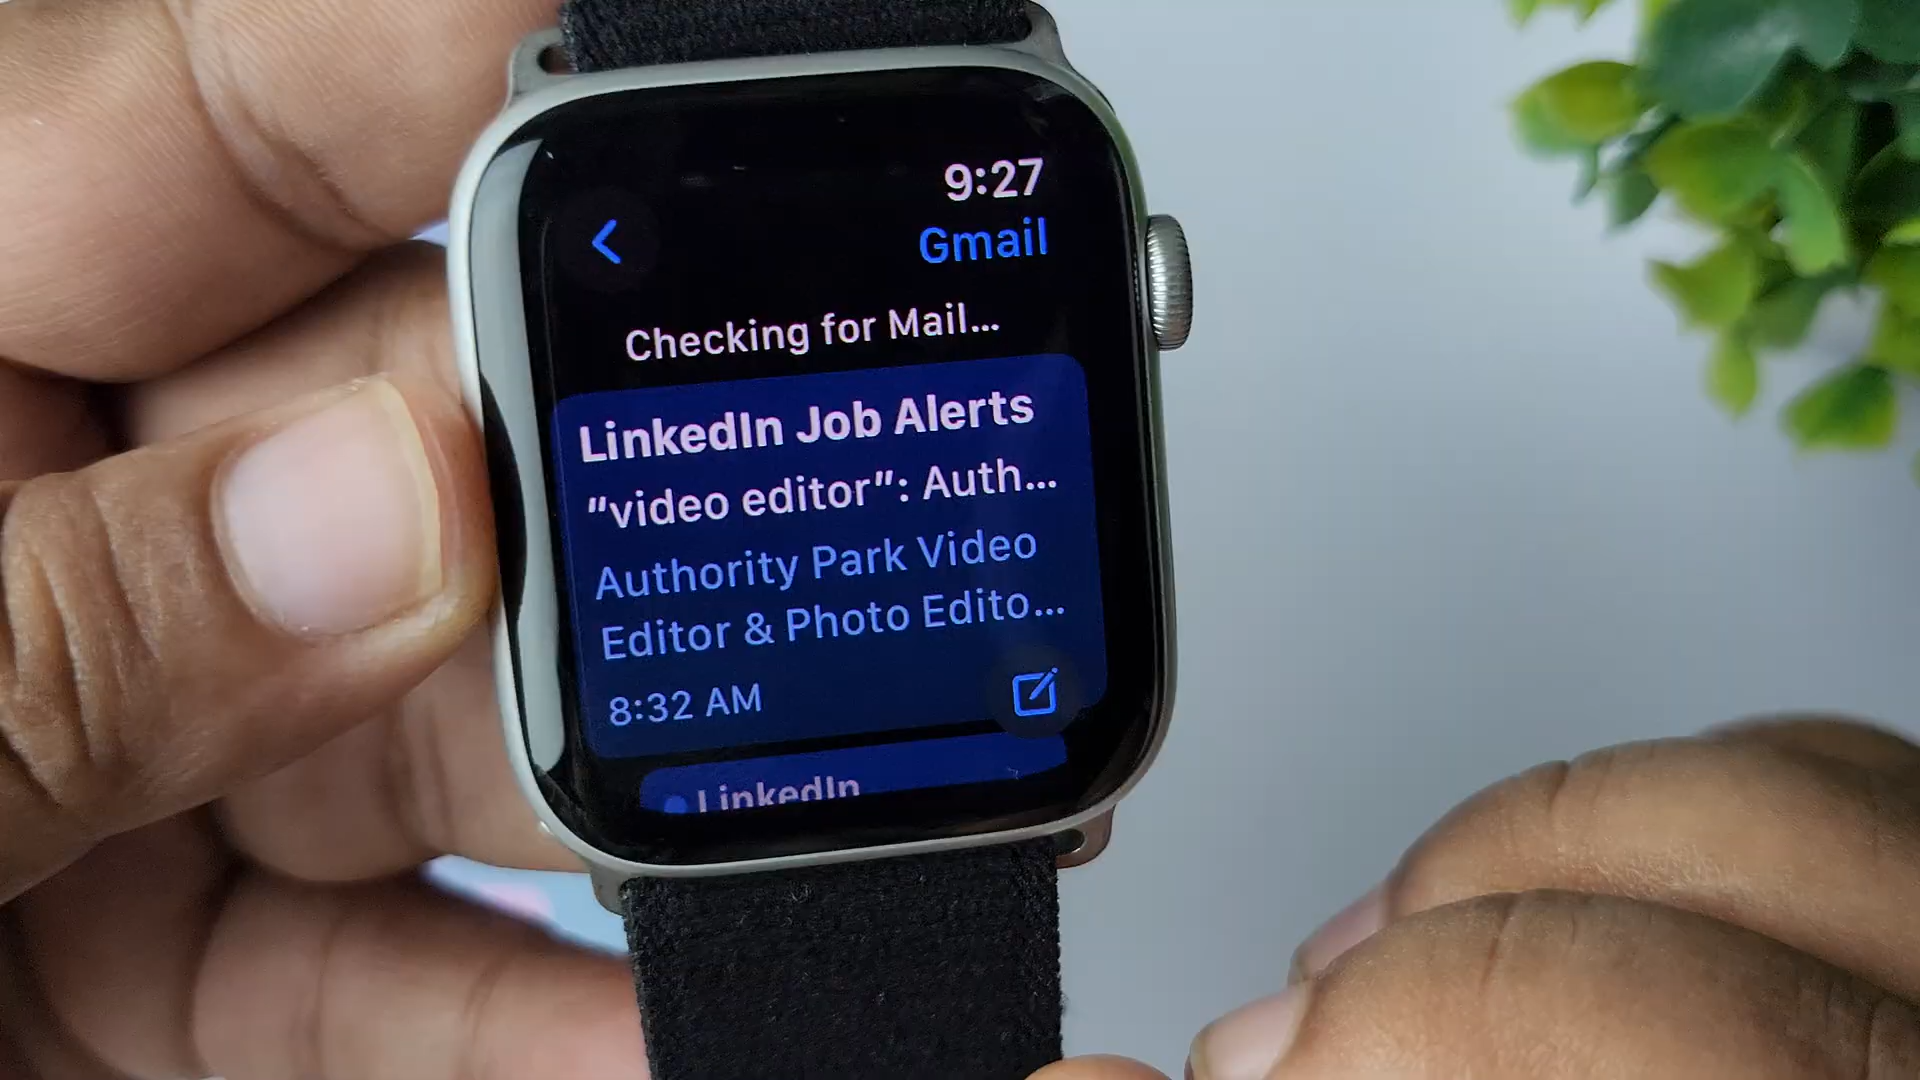 9:27
Gmail
Checking for Mail...
LinkedIn Job Alerts
“video editor”: Auth...
Authority Park Video
Editor & Photo Edito...
8:32 AM
LinkedIn